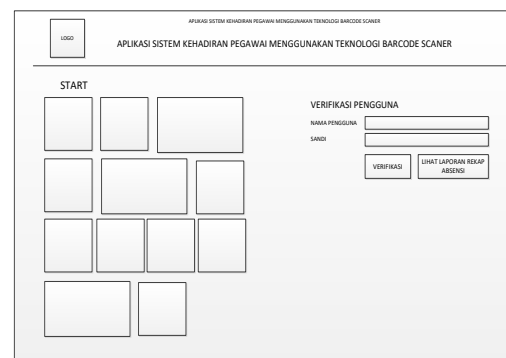 APLIKASI SISTEM KEHADIRAN PEGAWAI MENGGUNAKAN TEKNOLOGI BARCODE SCANER
LOGO
APLIKASI SISTEM KEHADIRAN PEGAWAI MENGGUNAKAN TEKNOLOGI BARCODE SCANER
START
VERIFIKASI PENGGUNA
NAMA PENGGUNA
SANDI
VERIFIKASI
LIHAT LAPORAN REKAP
ABSENSI